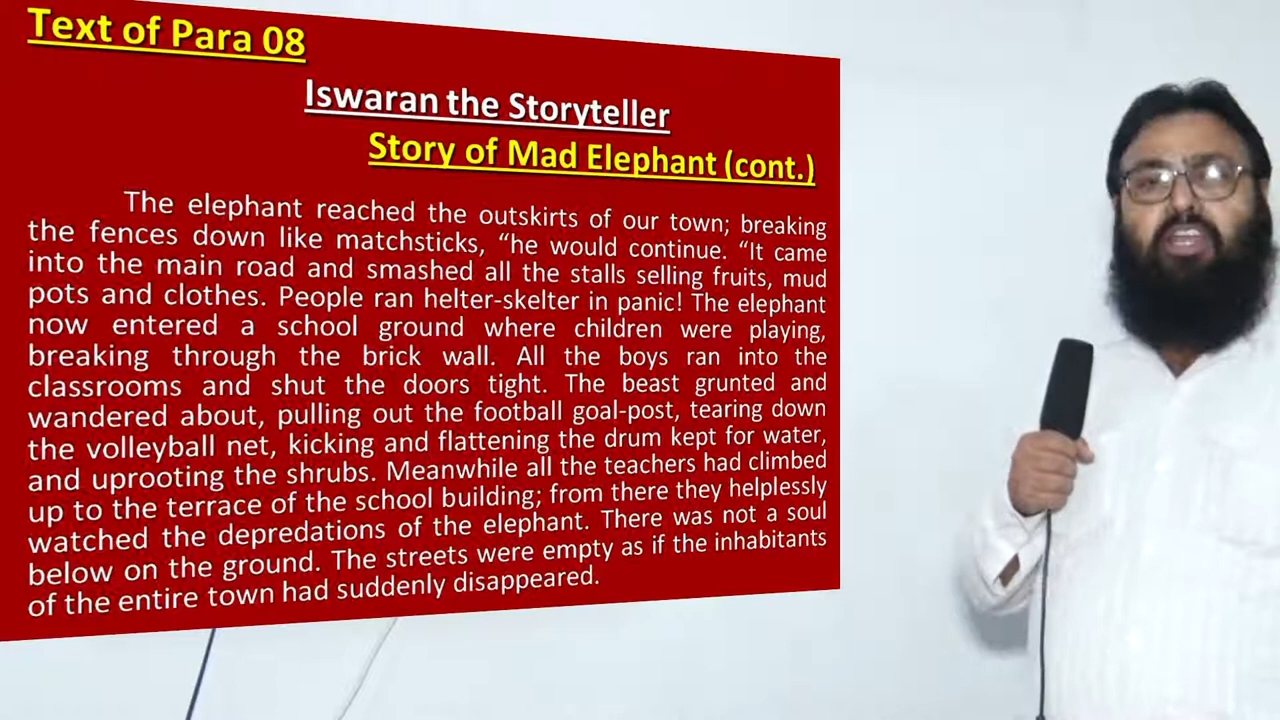 Text of Para 08
Iswaran the Storyteller
Story of Mad Elephant (cont.)
The elephant reached the outskirts of our town; breaking
the fences down like matchsticks, “he would continue. “It came
into the main road and smashed all the stalls selling fruits, mud
pots and clothes. People ran helter-skelter in panic! The elephant
now entered a school ground where children were playing,
breaking through the brick wall. All the boys ran into the
classrooms and shut the doors tight. The beast grunted and
wandered about, pulling out the football goal-post, tearing down
the volleyball net, kicking and flattening the drum kept for water,
and uprooting the shrubs. Meanwhile all the teachers had climbed
up to the terrace of the school building; from there they helplessly
watched the depredations of the elephant. There was not a soul
below on the ground. The streets were empty as if the inhabitants
of the entire town had suddenly disappeared.